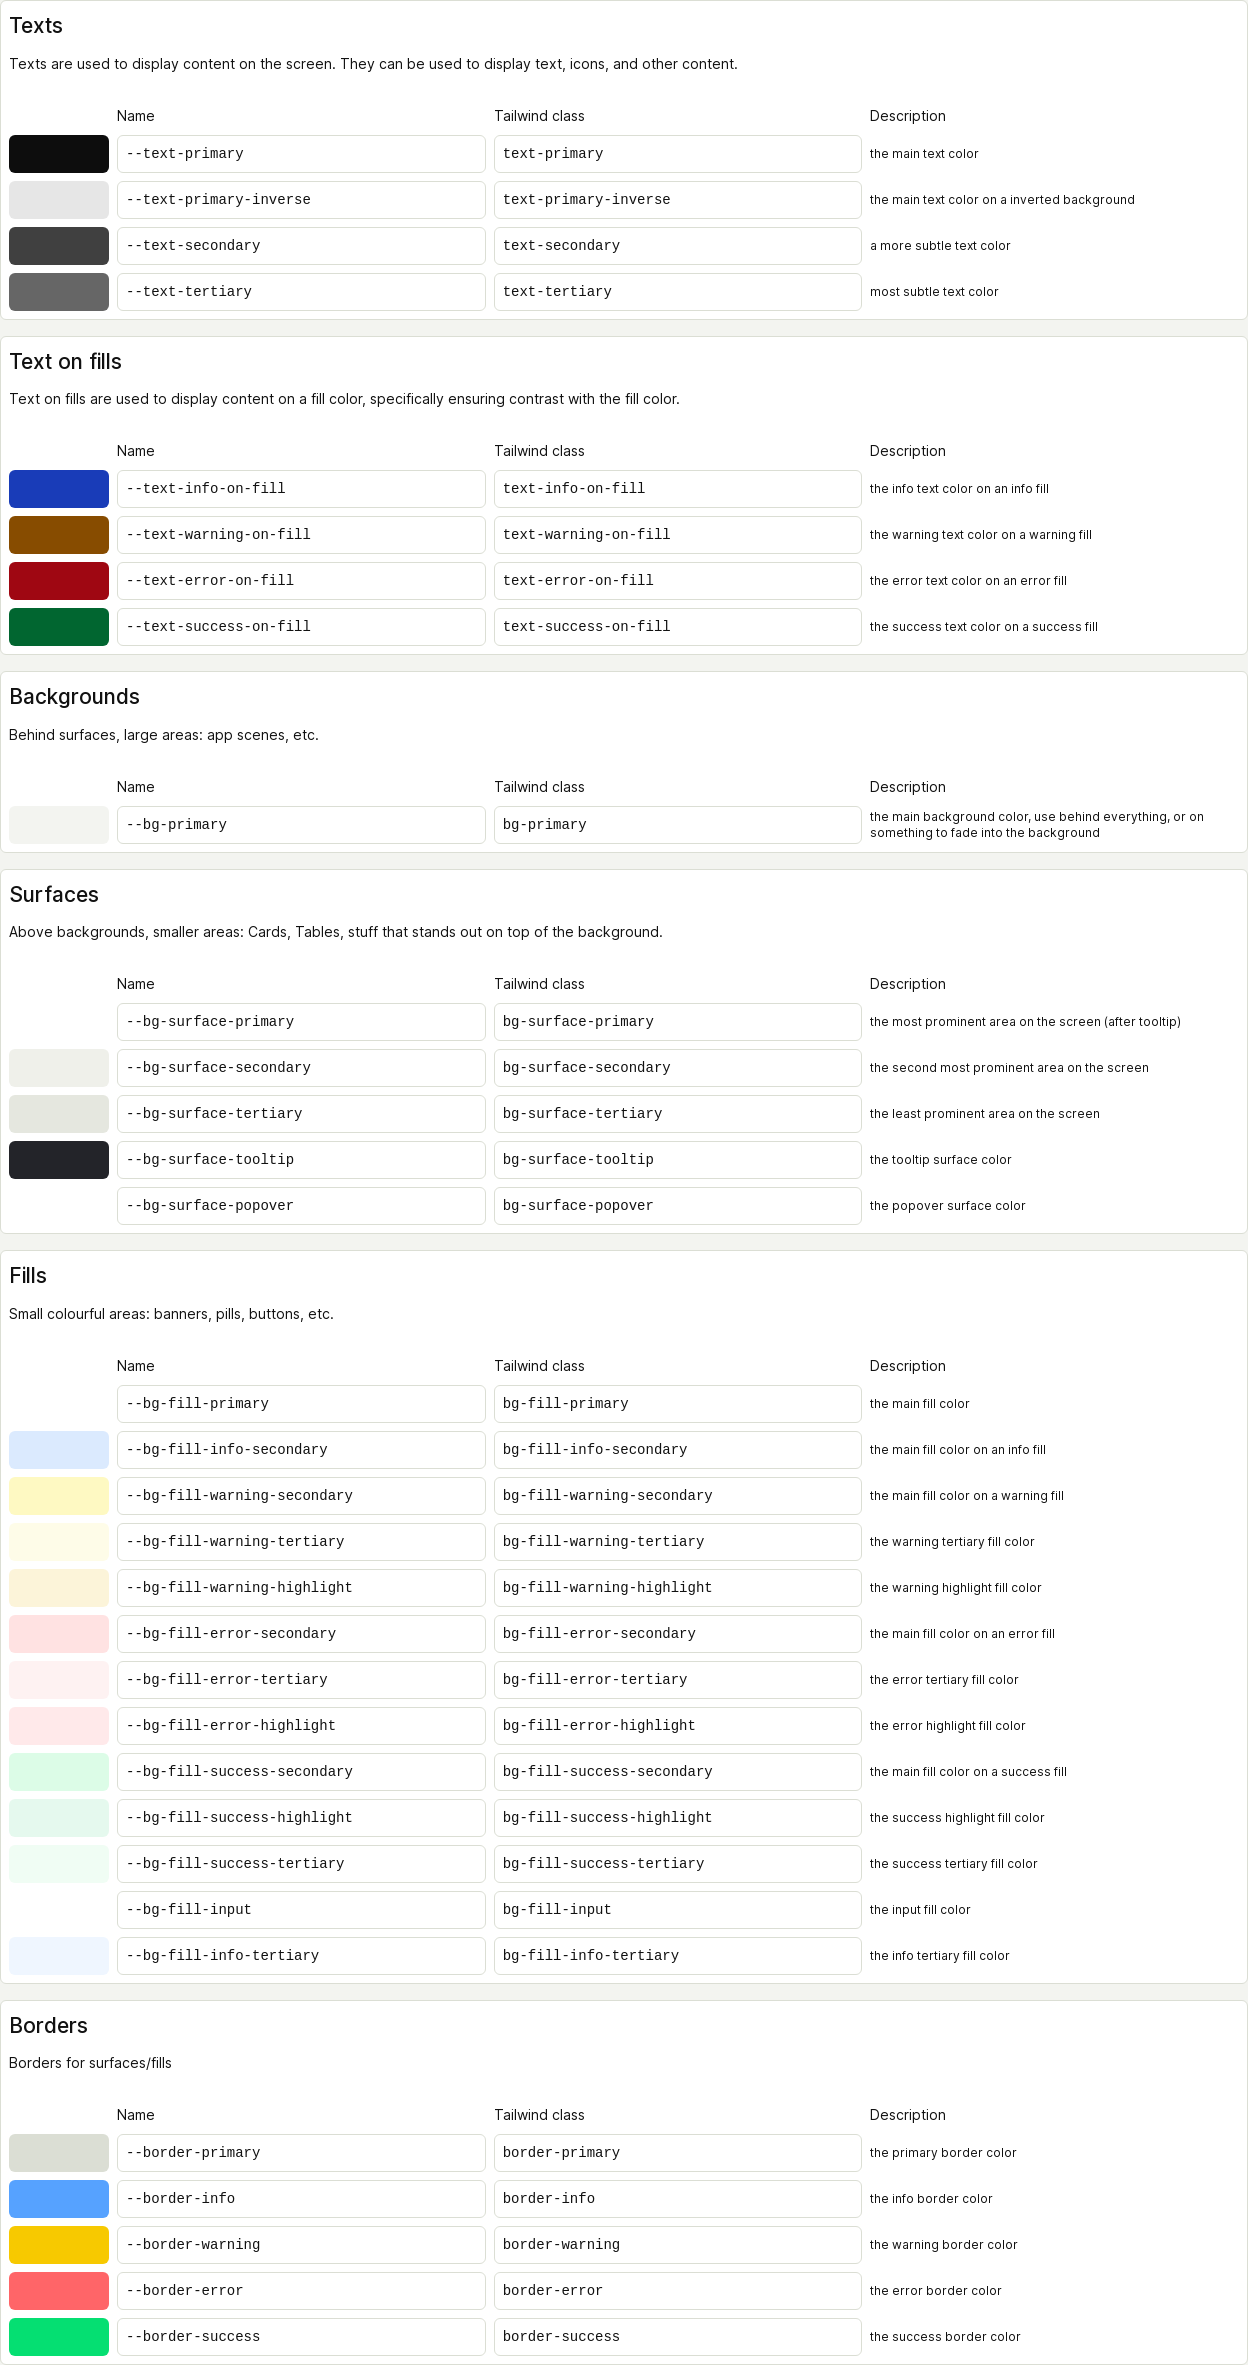 Texts
Texts are used to display content on the screen. They can be used to display text, icons, and other content.
Name Tailwind class Description
--text-primary text-primary the main text color
--text-primary-inverse text-primary-inverse the main text color on a inverted background
--text-secondary text-secondary a more subtle text color
--text-tertiary text-tertiary most subtle text color
Text on fills
Text on fills are used to display content on a fill color, specifically ensuring contrast with the fill color.
Name Tailwind class Description
--text-info-on-fill text-info-on-fill the info text color on an info fill
--text-warning-on-fill text-warning-on-fill the warning text color on a warning fill
--text-error-on-fill text-error-on-fill the error text color on an error fill
--text-success-on-fill text-success-on-fill the success text color on a success fill
Backgrounds
Behind surfaces, large areas: app scenes, etc.
Name Tailwind class Description
--bg-primary bg-primary the main background color, use behind everything, or on
something to fade into the background
Surfaces
Above backgrounds, smaller areas: Cards, Tables, stuff that stands out on top of the background.
Name Tailwind class Description
--bg-surface-primary bg-surface-primary the most prominent area on the screen (after tooltip)
--bg-surface-secondary bg-surface-secondary the second most prominent area on the screen
--bg-surface-tertiary bg-surface-tertiary the least prominent area on the screen
--bg-surface-tooltip bg-surface-tooltip the tooltip surface color
--bg-surface-popover bg-surface-popover the popover surface color
Fills
Small colourful areas: banners, pills, buttons, etc.
Name Tailwind class Description
--bg-fill-primary bg-fill-primary the main fill color
--bg-fill-info-secondary bg-fill-info-secondary the main fill color on an info fill
--bg-fill-warning-secondary bg-fill-warning-secondary the main fill color on a warning fill
--bg-fill-warning-tertiary bg-fill-warning-tertiary the warning tertiary fill color
--bg-fill-warning-highlight bg-fill-warning-highlight the warning highlight fill color
--bg-fill-error-secondary bg-fill-error-secondary the main fill color on an error fill
--bg-fill-error-tertiary bg-fill-error-tertiary the error tertiary fill color
--bg-fill-error-highlight bg-fill-error-highlight the error highlight fill color
--bg-fill-success-secondary bg-fill-success-secondary the main fill color on a success fill
--bg-fill-success-highlight bg-fill-success-highlight the success highlight fill color
--bg-fill-success-tertiary bg-fill-success-tertiary the success tertiary fill color
--bg-fill-input bg-fill-input the input fill color
--bg-fill-info-tertiary bg-fill-info-tertiary the info tertiary fill color
Borders
Borders for surfaces/fills
Name Tailwind class Description
--border-primary border-primary the primary border color
--border-info border-info the info border color
--border-warning border-warning the warning border color
--border-error border-error the error border color
--border-success border-success the success border color